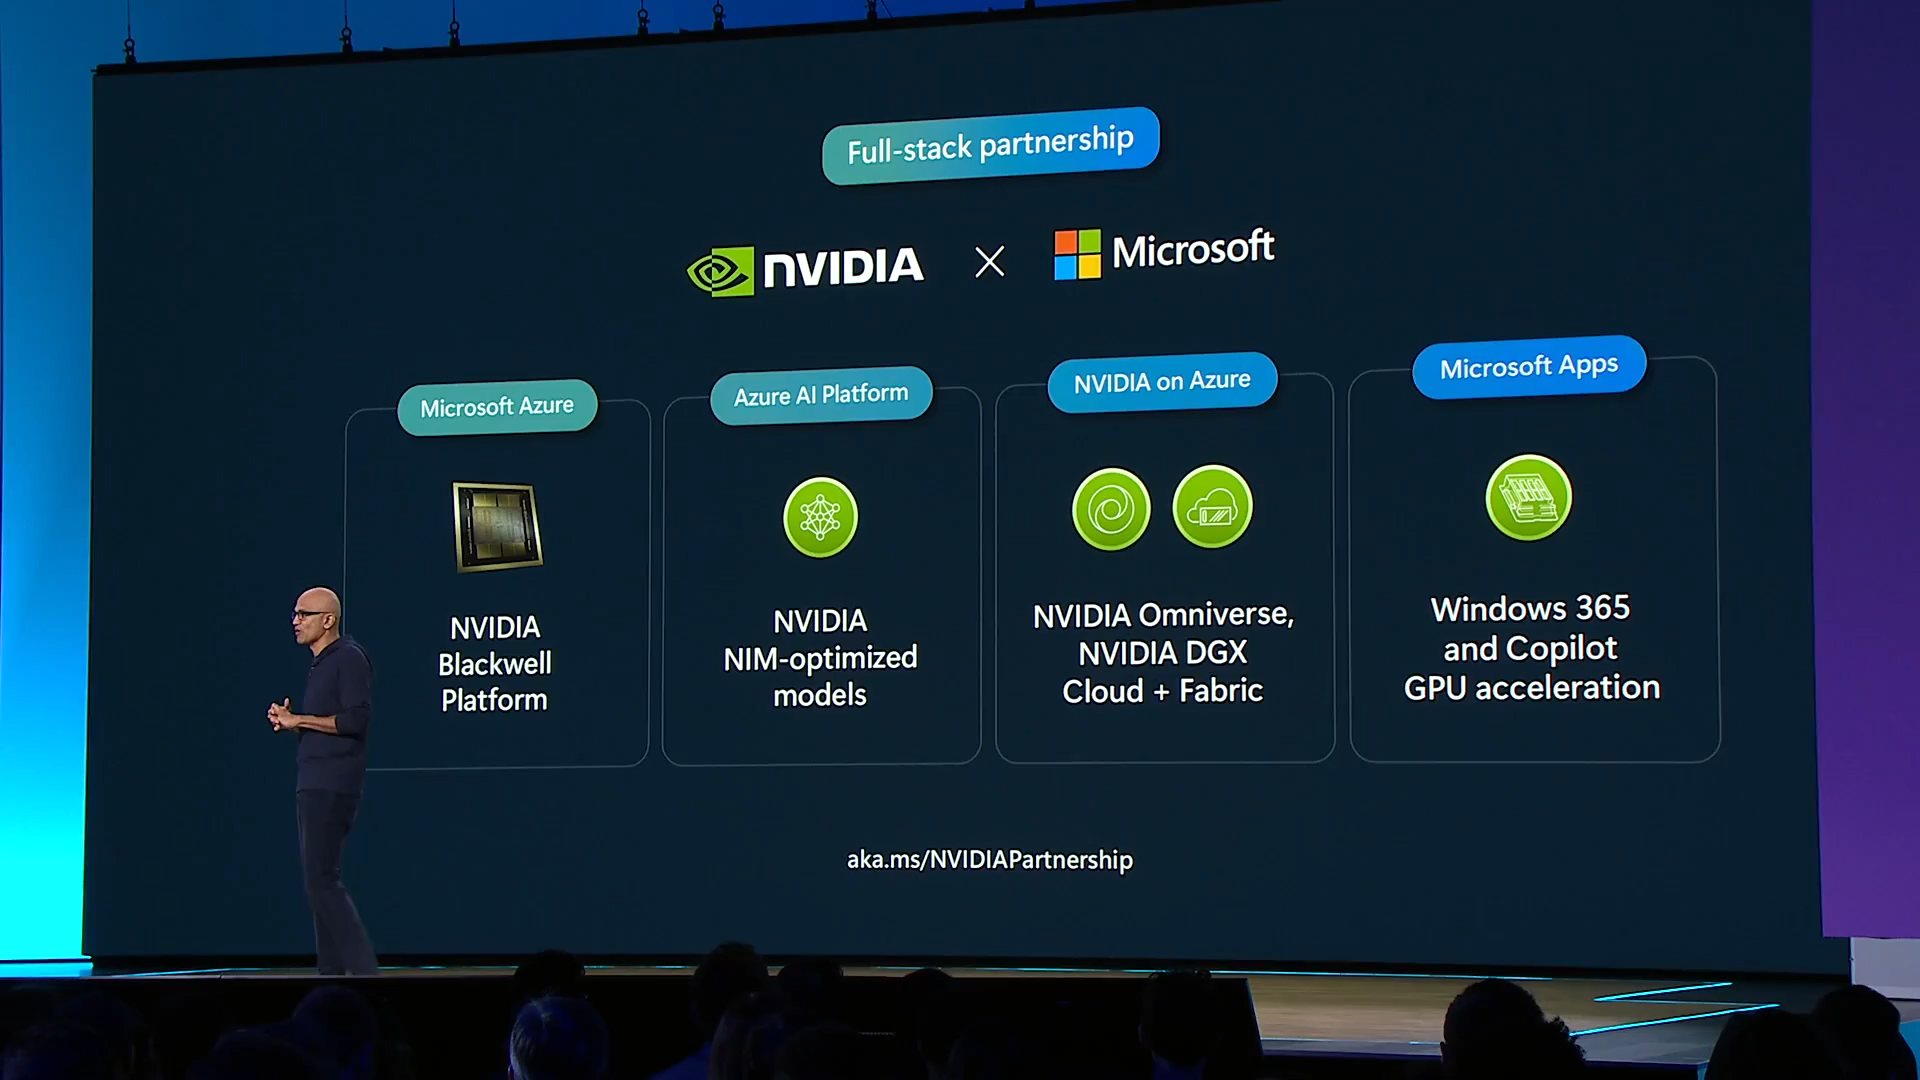 Full-stack partnership
NVIDIA
Microsoft
Microsoft Azure
NVIDIA
Blackwell
Platform
Azure AI Platform
NVIDIA
NIM-optimized
models
NVIDIA on Azure
NVIDIA Omniverse,
NVIDIA DGX
Cloud + Fabric
Microsoft Apps
Windows 365
and Copilot
GPU acceleration
aka.ms/NVIDIAPartnership